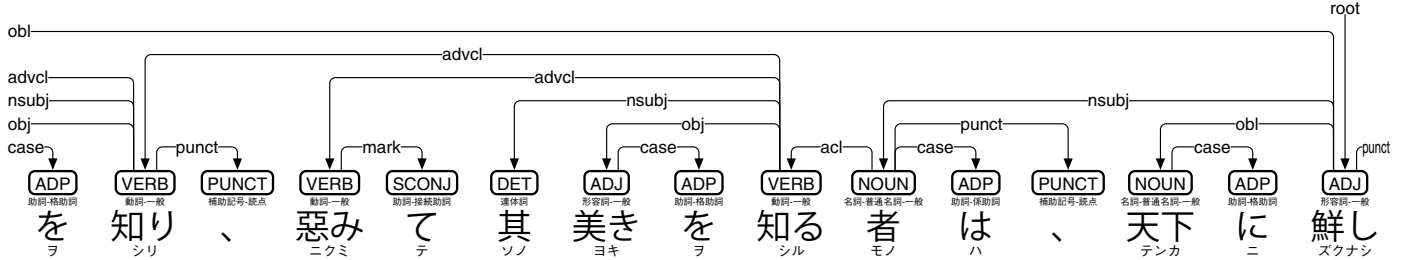 root
obl
advcl
advcl advcl
nsubj nsubj nsubj
obj obj punct obl
case punct mark case acl case case punct
ADP VERB PUNCT VERB SCONJ DET ADJ ADP VERB NOUN ADP PUNCT NOUN ADP ADJ
助詞-格助詞 動詞-一般 補助記号-読点 動詞-一般 助詞-接続助詞 連体詞 形容詞-一般 助詞-格助詞 動詞-一般 名詞-普通名詞-一般 助詞-係助詞 補助記号-読点 名詞-普通名詞-一般 助詞-格助詞 形容詞-一般
を 知り 、 惡み て 其 美き を 知る 者 は 、 天下 に 鮮し
ヲ シリ ニクミ テ ソノ ヨキ ヲ シル モノ ハ テンカ ニ ズクナシ